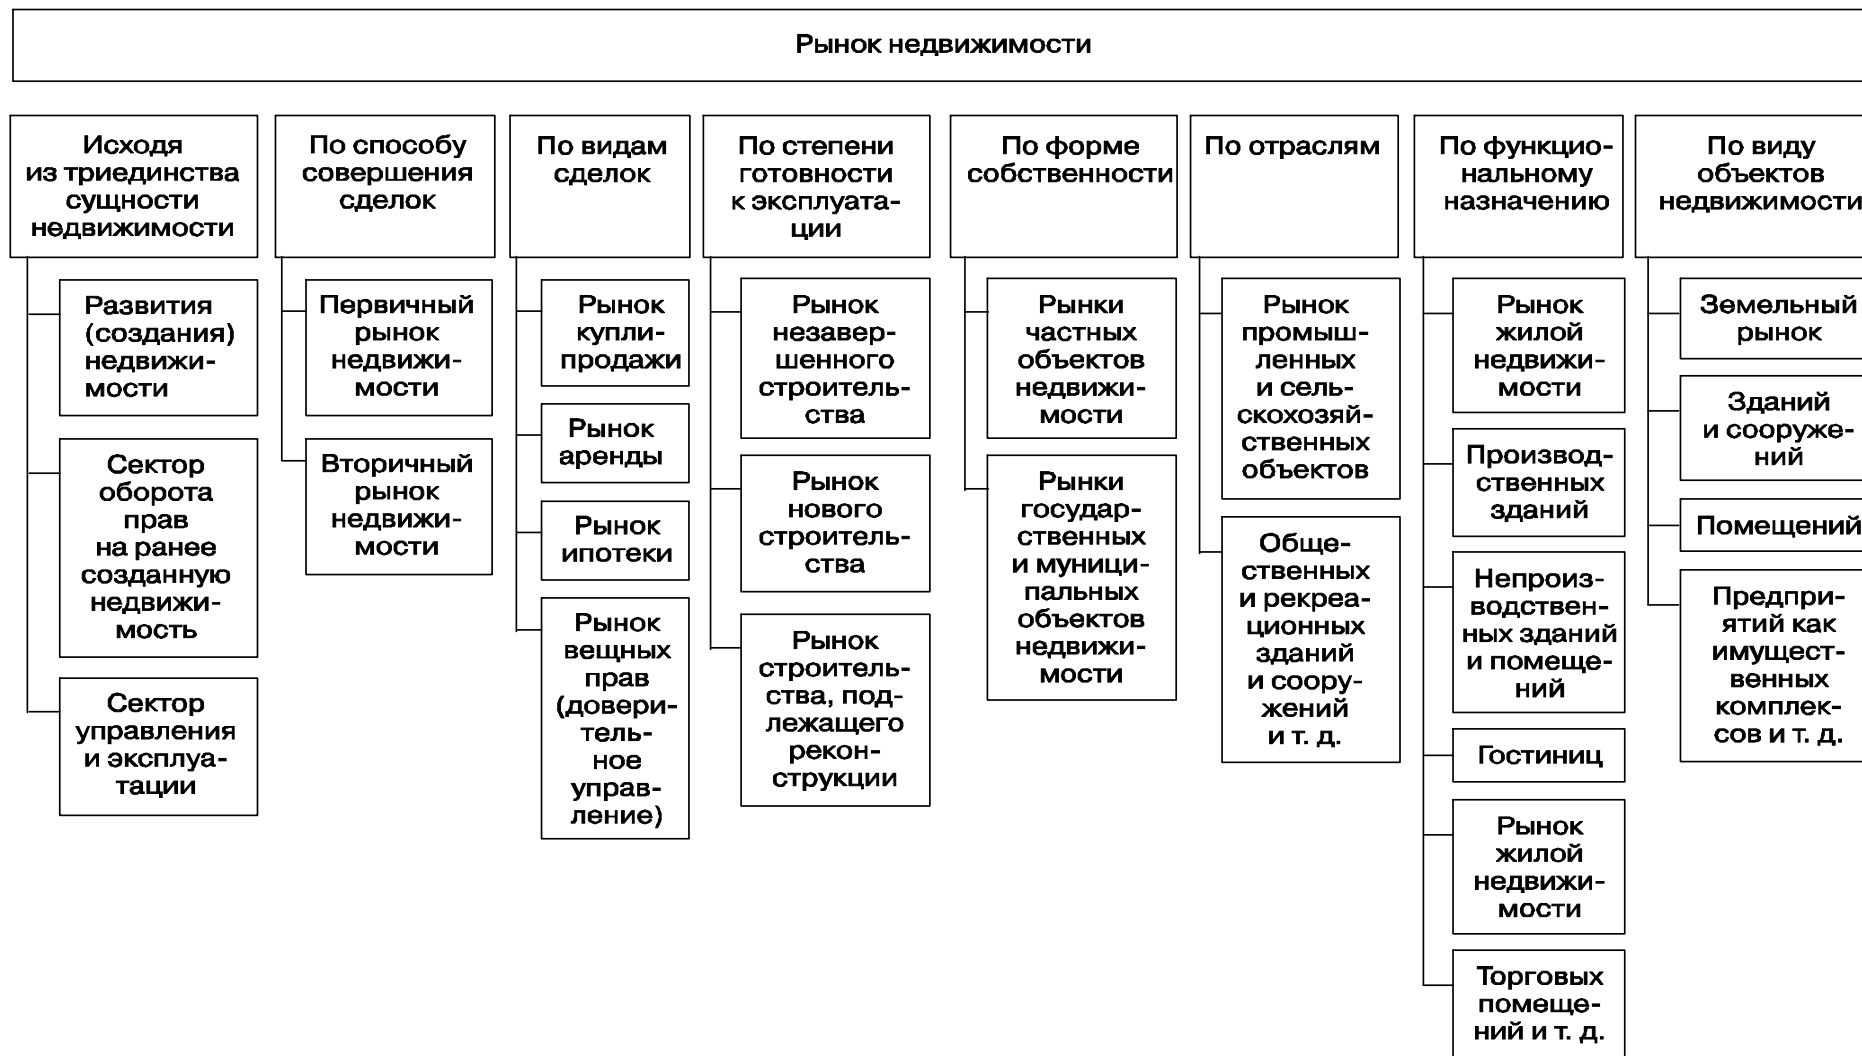 Рынок недвижимости
Исходя
из триединства
сущности
недвижимости
Развития
(создания)
недвижи-
мости
Сектор
оборота
прав
на ранее
созданную
недвижи-
мость
Сектор
управления
и эксплуа-
тации
По способу
совершения
сделок
Первичный
рынок
недвижи-
мости
Вторичный
рынок
недвижи-
мости
По видам
сделок
Рынок
купли-
продажи
Рынок
аренды
Рынок
ипотеки
Рынок
вещных
прав
(довери-
тель-
ное
управ-
ление)
По степени
готовности
к эксплуата-
ции
Рынок
незавер-
шенного
строитель-
ства
Рынок
нового
строитель-
ства
Рынок
строитель-
ства, под-
лежащего
рекон-
струкции
По форме
собственности
Рынки
частных
объектов
недвижи-
мости
Рынки
государ-
ственных
и муници-
пальных
объектов
недвижи-
мости
По отраслям
Рынок
промыш-
ленных
и сель-
скохозяй-
ственных
объектов
Обще-
ственных
и рекреа-
ционных
зданий
и соору-
жений
и т. д.
По функцио-
нальному
назначению
Рынок
жилой
недвижи-
мости
Производ-
ственных
зданий
Непроиз-
водствен-
ных зданий
и помеще-
ний
Гостиниц
Рынок
жилой
недвижи-
мости
Торговых
помеще-
ний и т. д.
По виду
объектов
недвижимости
Земельный
рынок
Зданий
и сооруже-
ний
Помещений
Предпри-
ятий как
имущест-
венных
комплек-
сов и т. д.